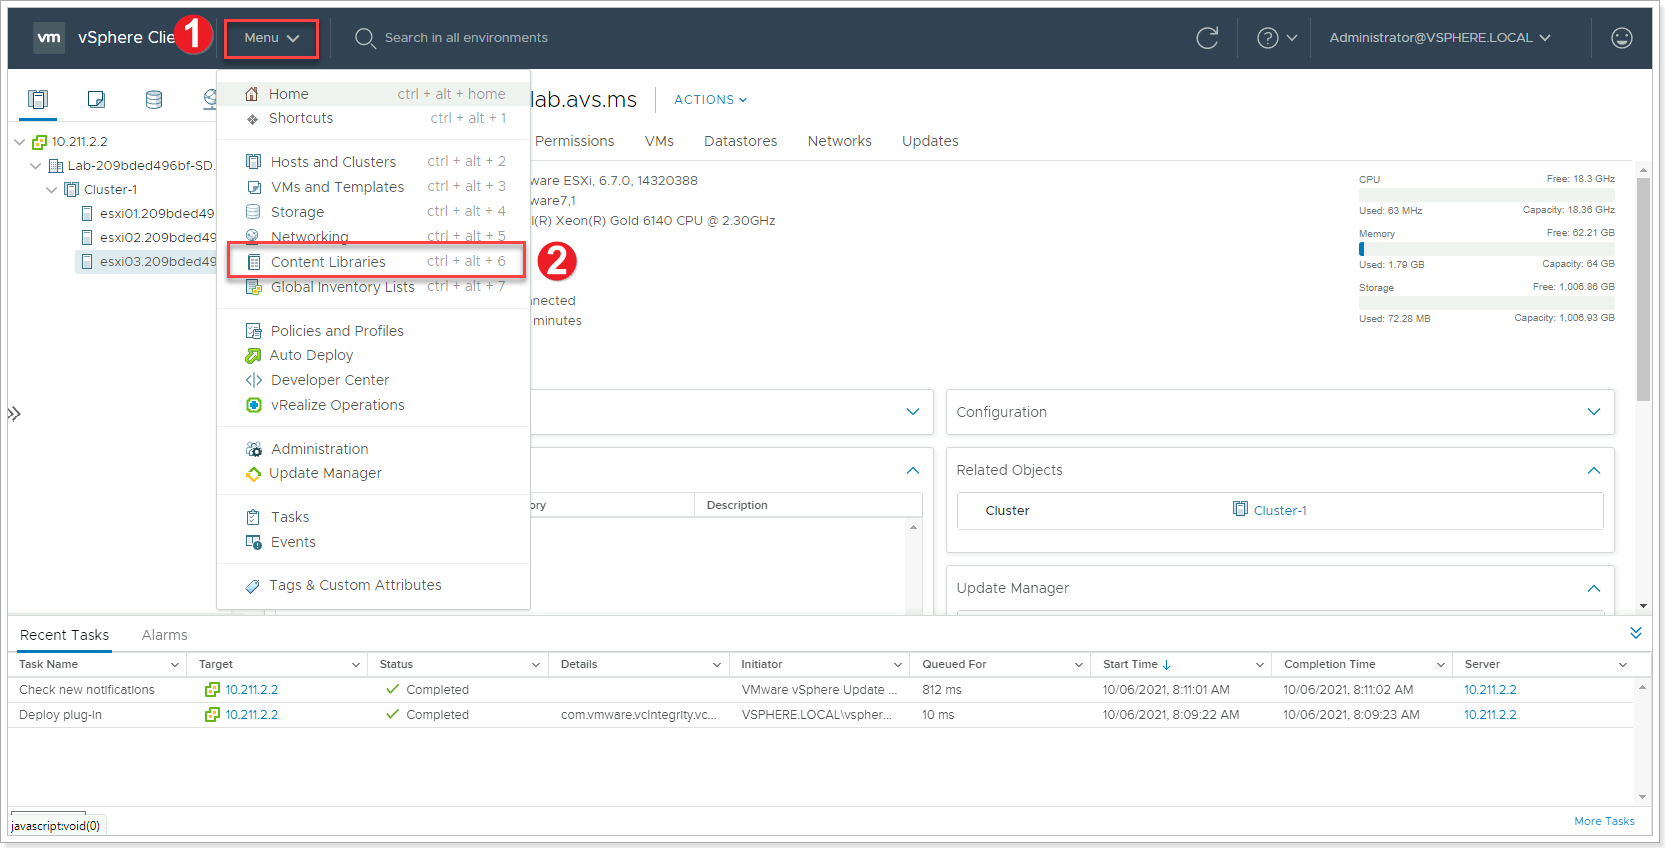 vm vSphere Clie 1 Menu Search in all environments Administrator@VSPHERE.LOCAL
Home ctrl + alt + home
Shortcuts ctrl + alt + 1
Hosts and Clusters ctrl + alt + 2
VMs and Templates ctrl + alt + 3
Storage ctrl + alt + 4
Networking ctrl + alt + 5
Content Libraries ctrl + alt + 6 2
Global Inventory Lists ctrl + alt + 7
Policies and Profiles
Auto Deploy
Developer Center
vRealize Operations
Administration
Update Manager
Tasks
Events
Tags & Custom Attributes
10.211.2.2
Lab-209bded496bf-SD.
Cluster-1
esxi01.209bded49
esxi02.209bded49
esxi03.209bded49
lab.avs.ms ACTIONS
Permissions VMs Datastores Networks Updates
ware ESXi, 6.7.0, 14320388
ware7,1
l(R) Xeon(R) Gold 6140 CPU @ 2.30GHz
nnected
minutes
CPU Free: 18.3 GHz
Used: 63 MHz Capacity: 18.36 GHz
Memory Free: 62.21 GB
Used: 1.79 GB Capacity: 64 GB
Storage Free: 1,006.86 GB
Used: 72.28 MB Capacity: 1,006.93 GB
Configuration
ory Description
Related Objects
Cluster Cluster-1
Update Manager
Recent Tasks Alarms
Task Name Target Status Details Initiator Queued For Start Time Completion Time Server
Check new notifications 10.211.2.2 Completed VMware vSphere Update ... 812 ms 10/06/2021, 8:11:01 AM 10/06/2021, 8:11:02 AM 10.211.2.2
Deploy plug-in 10.211.2.2 Completed com.vmware.vcIntegrity.vc... VSPHERE.LOCAL\vspher... 10 ms 10/06/2021, 8:09:22 AM 10/06/2021, 8:09:23 AM 10.211.2.2
javascript:void(0)
More Tasks